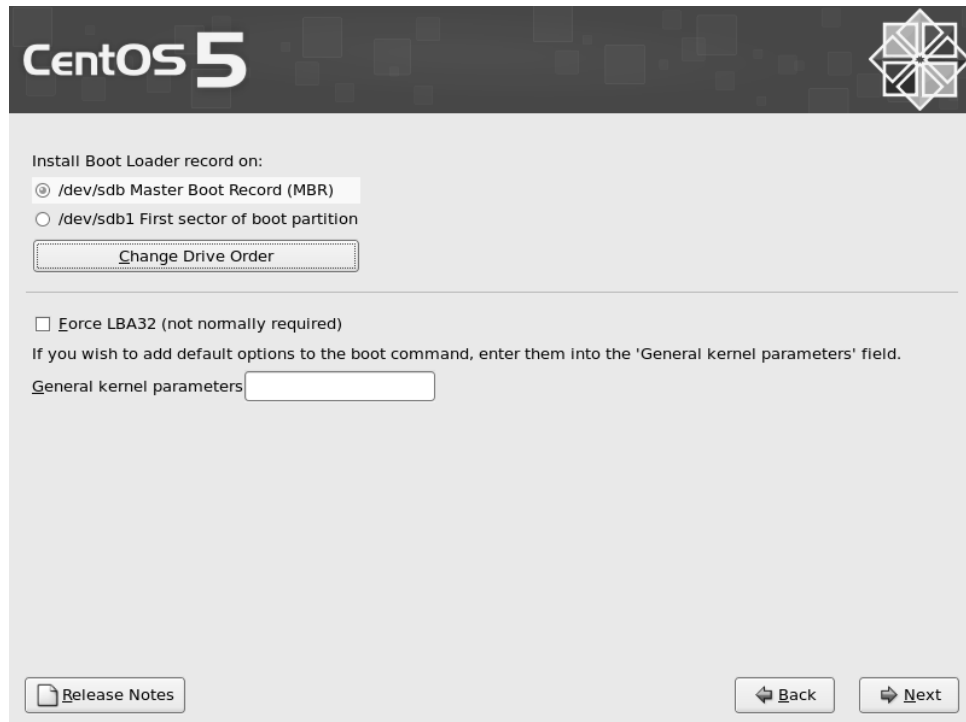 CentOS 5
Install Boot Loader record on:
/dev/sdb Master Boot Record (MBR)
/dev/sdb1 First sector of boot partition
Change Drive Order
Force LBA32 (not normally required)
If you wish to add default options to the boot command, enter them into the 'General kernel parameters' field.
General kernel parameters
Release Notes
Back
Next